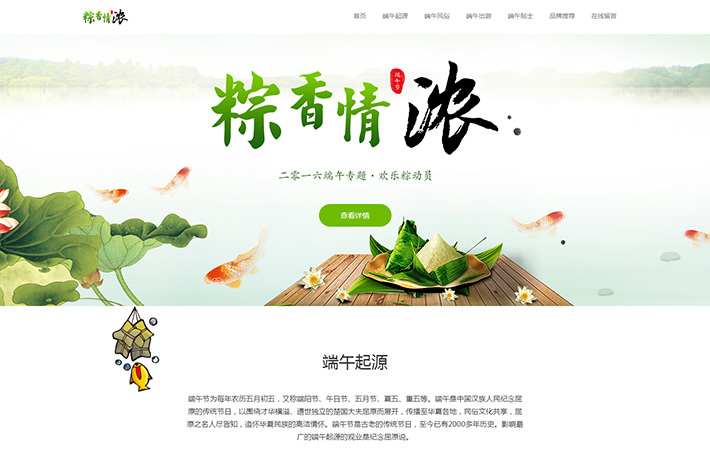 粽香情浓
首页 端午起源 端午风俗 端午出游 端午贴士 品牌推荐 在线留言
粽香情浓
端午节
二零一六端午专题·欢乐粽动员
查看详情
端午起源
端午节为每年农历五月初五，又称端阳节、午日节、五月节、夏五、重五等。端午是中国汉族人民纪念屈
原的传统节日，以围绕才华横溢、遗世独立的楚国大夫屈原而展开，传播至华夏各地，民俗文化共享，屈
原之名人尽皆知，追怀华夏民族的高洁情怀。端午节是古老的传统节日，至今已有2000多年历史。影响最
广的端午起源的观业是纪念屈原说。